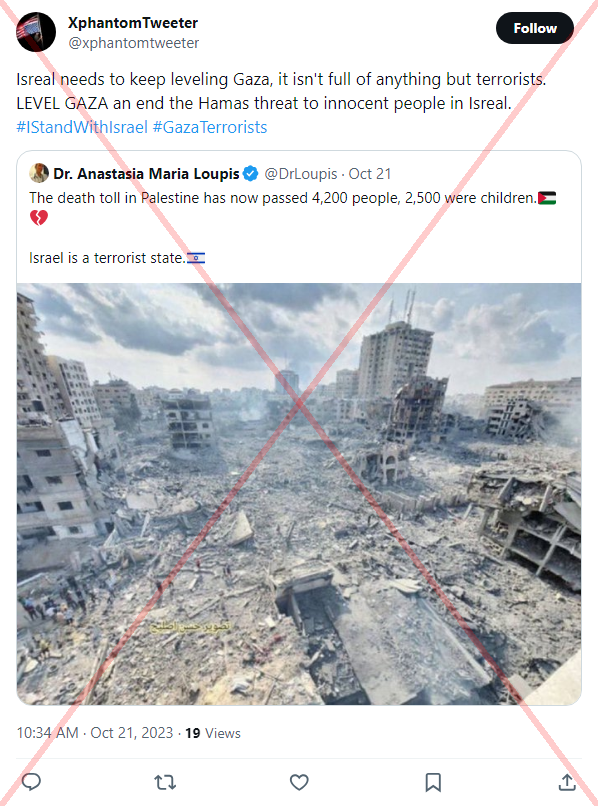 XphantomTweeter
@xphantomtweeter
Follow
Isreal needs to keep leveling Gaza, it isn't full of anything but terrorists.
LEVEL GAZA an end the Hamas threat to innocent people in Isreal.
#IStandWithIsrael #GazaTerrorists
Dr. Anastasia Maria Loupis @DrLoupis · Oct 21
The death toll in Palestine has now passed 4,200 people, 2,500 were children.🇵🇸
💔
Israel is a terrorist state.🇮🇱
10:34 AM · Oct 21, 2023 · 19 Views